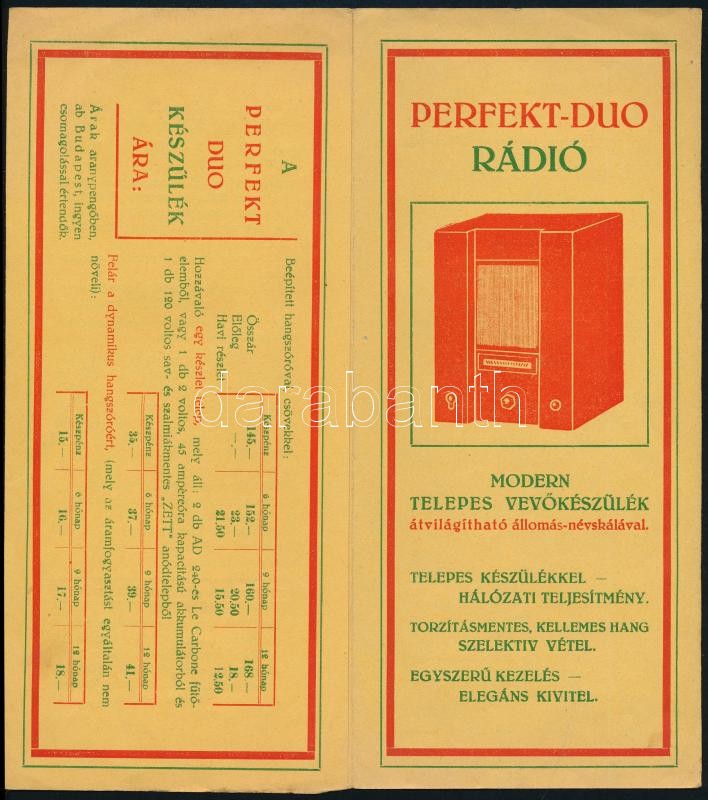 PERFEKT-DUO
RÁDIÓ
MODERN
TELEPES VEVŐKÉSZÜLÉK
átvilágítható állomás-névskálával.
TELEPES KÉSZÜLÉKKEL —
HÁLÓZATI TELJESÍTMÉNY.
TORZÍTÁSMENTES, KELLEMES HANG
SZELEKTIV VÉTEL.
EGYSZERŰ KEZELÉS —
ELEGÁNS KIVITEL.
A
PERFEKT
DUO
KÉSZÜLÉK
ÁRA:
Árak aranypengőben,
ab Budapest, ingyen
csomagolással értendők.
Beépített hangszóróval csövekkel:
Készpénz 6 hónap 9 hónap 12 hónap
Összár 145,— 152,— 160,— 168—
Előleg —.— 23.— 20,50 18.—
Havi részlet 21,50 15,50 12,50
Hozzávaló egy készlet telep, mely áll: 2 db AD 240-es Le Carbone fűtő-
elemből, vagy 1 db 2 voltos, 45 ampèreóra kapacitású akkumulátorból és
1 db 120 voltos sav- és szalmiákmentes „ZETT" anódtelepből
Készpénz 6 hónap 9 hónap 12 hónap
35,— 37.— 39.— 41,—
Felár a dynamikus hangszóróért, (mely az áramfogyasztást egyáltalán nem
növeli):
Készpénz 6 hónap 9 hónap 12 hónap
15.— 16.— 17.— 18.—
darabanth